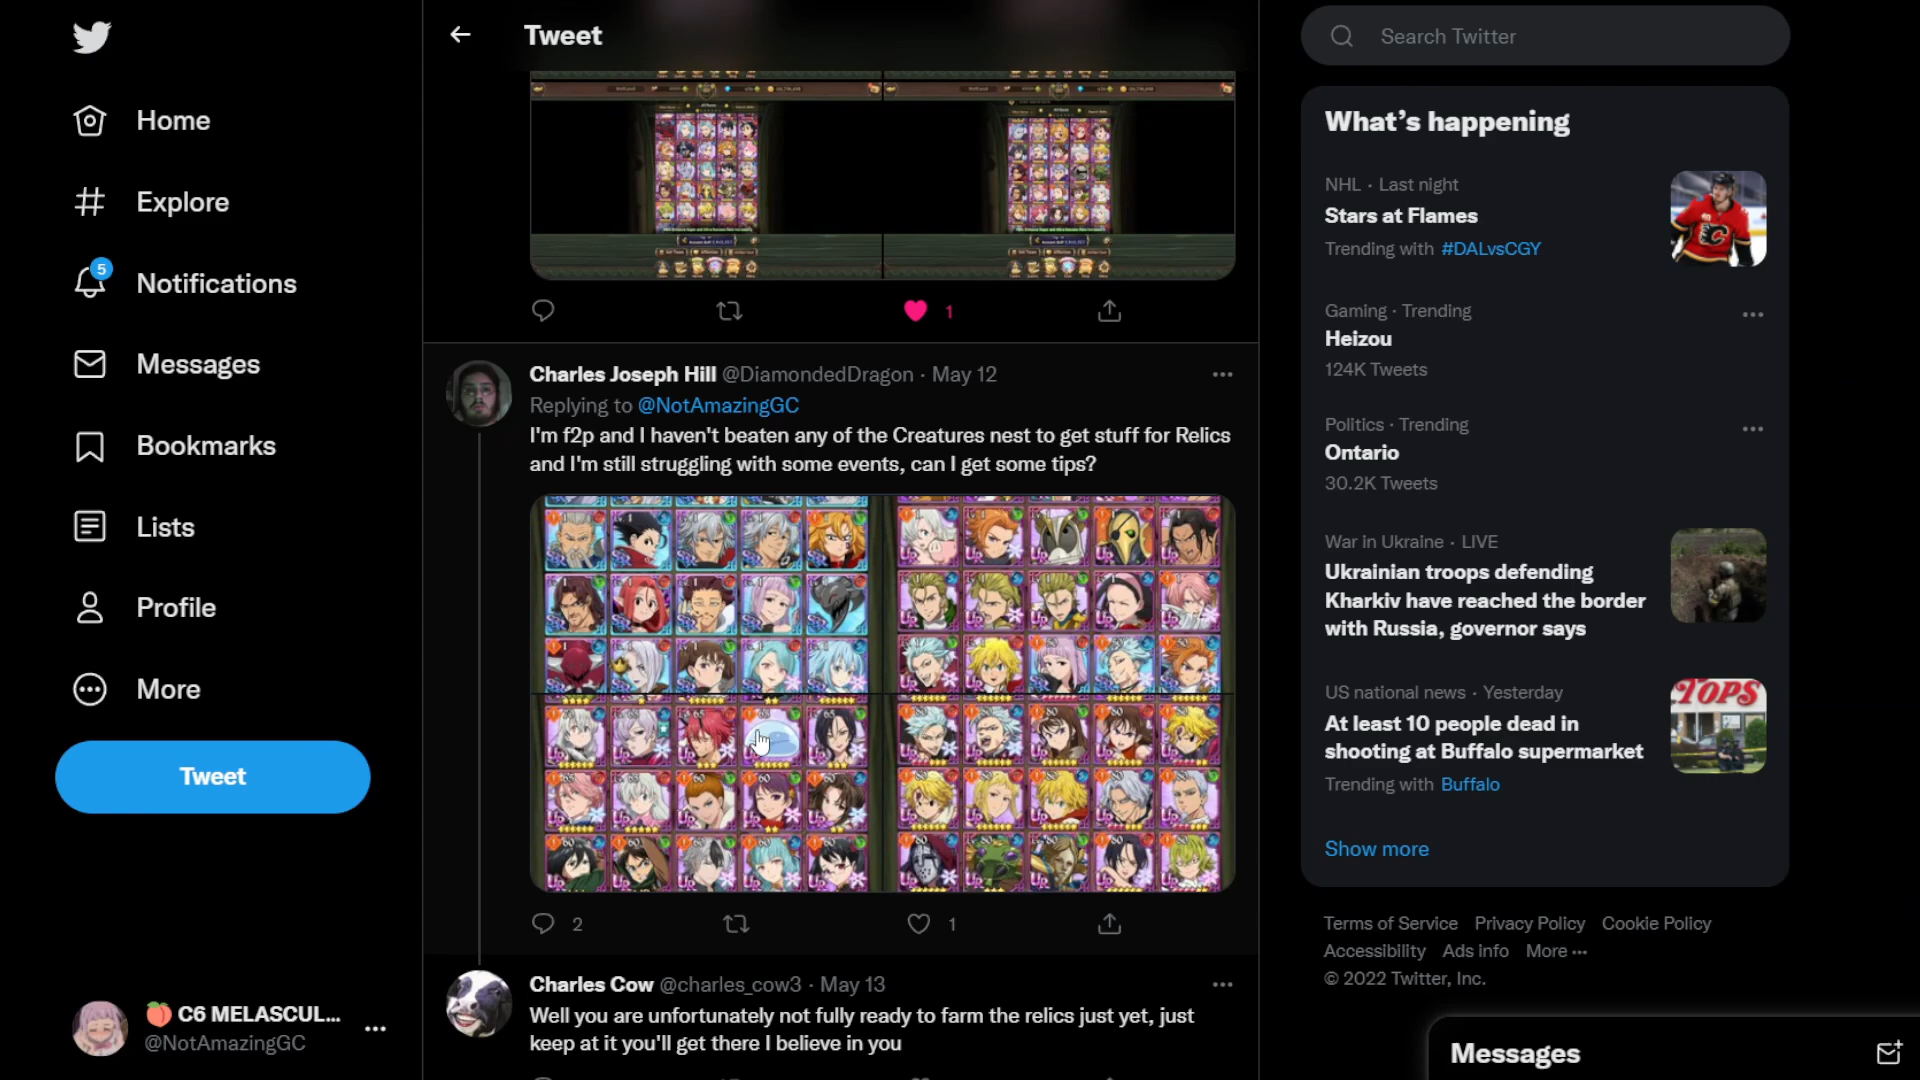 Home
Explore
5
Notifications
Messages
Bookmarks
Lists
Profile
More
Tweet
🍑 C6 MELASCUL...
@NotAmazingGC
Tweet
1
Charles Joseph Hill @DiamondedDragon · May 12
Replying to @NotAmazingGC
I'm f2p and I haven't beaten any of the Creatures nest to get stuff for Relics
and I'm still struggling with some events, can I get some tips?
2
1
Charles Cow @charles_cow3 · May 13
Well you are unfortunately not fully ready to farm the relics just yet, just
keep at it you'll get there I believe in you
Search Twitter
What's happening
NHL · Last night
Stars at Flames
Trending with #DALvsCGY
Gaming · Trending
Heizou
124K Tweets
Politics · Trending
Ontario
30.2K Tweets
War in Ukraine · LIVE
Ukrainian troops defending
Kharkiv have reached the border
with Russia, governor says
US national news · Yesterday
At least 10 people dead in
shooting at Buffalo supermarket
Trending with Buffalo
TOPS
Show more
Terms of Service Privacy Policy Cookie Policy
Accessibility Ads info More ···
© 2022 Twitter, Inc.
Messages